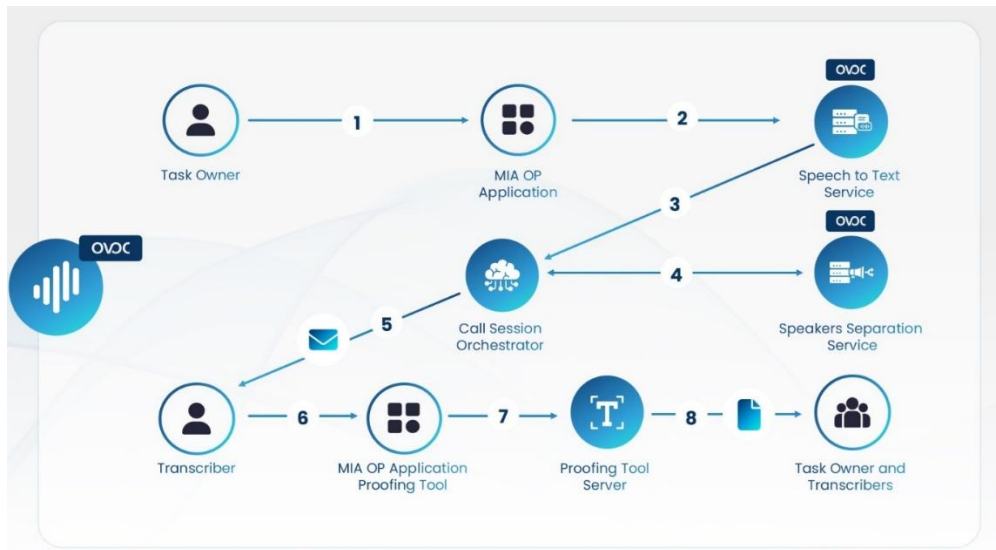 OVOC
1
2
Task Owner
MIA OP
Application
Speech to Text
Service
3
OVOC
OVOC
4
5
Call Session
Orchestrator
Speakers Separation
Service
6
7
T
8
Transcriber
MIA OP Application
Proofing Tool
Proofing Tool
Server
Task Owner and
Transcribers